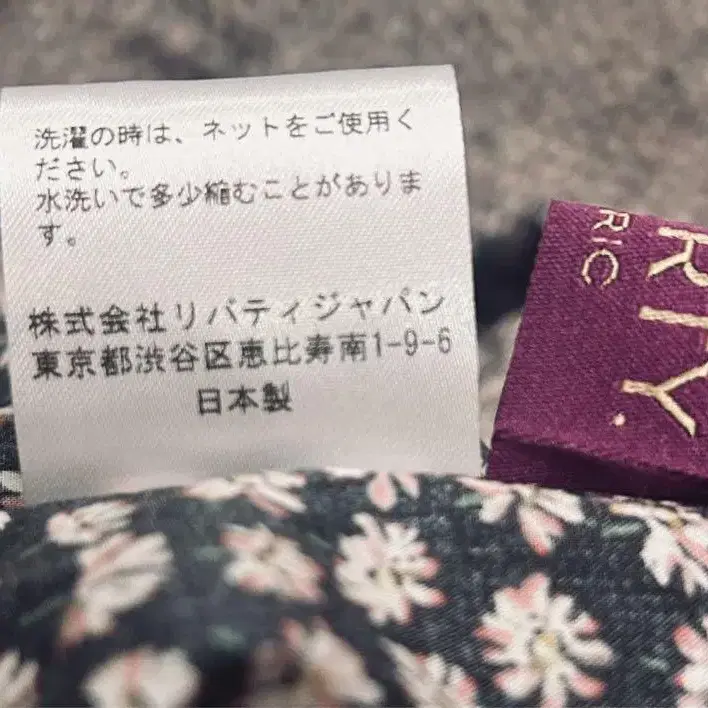 洗濯の時は、ネットをご使用く
ださい。
水洗いで多少縮むことがありま
す。
株式会社リバティジャパン
東京都渋谷区恵比寿南1-9-6
日本製
RTY.
RIC